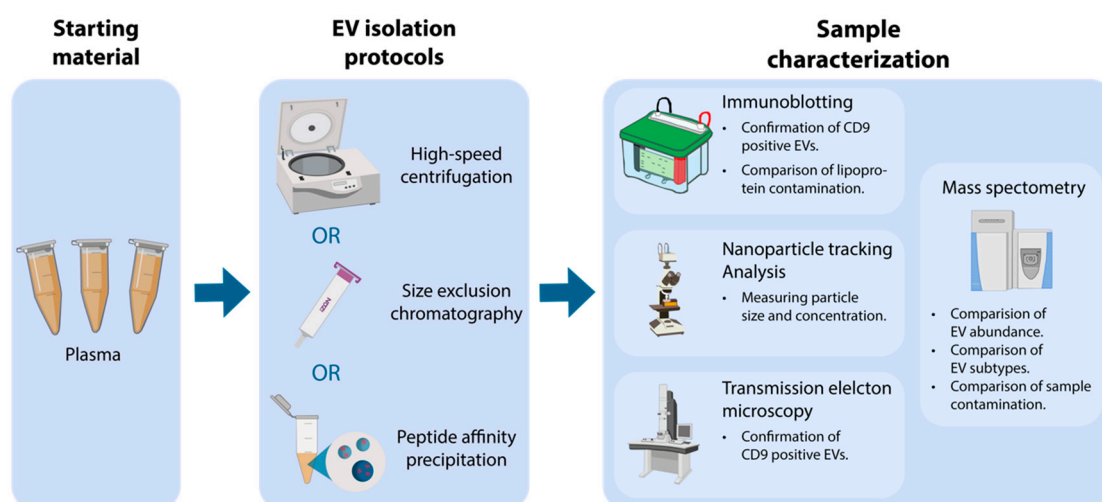 Starting
material
EV isolation
protocols
Sample
characterization
Plasma
High-speed
centrifugation
OR
Size exclusion
chromatography
OR
Peptide affinity
precipitation
Immunoblotting
• Confirmation of CD9
positive EVs.
• Comparison of lipopro-
tein contamination.
Nanoparticle tracking
Analysis
• Measuring particle
size and concentration.
Transmission elelcton
microscopy
• Confirmation of
CD9 positive EVs.
Mass spectometry
• Comparision of
EV abundance.
• Comparison of
EV subtypes.
• Comparison of sample
contamination.